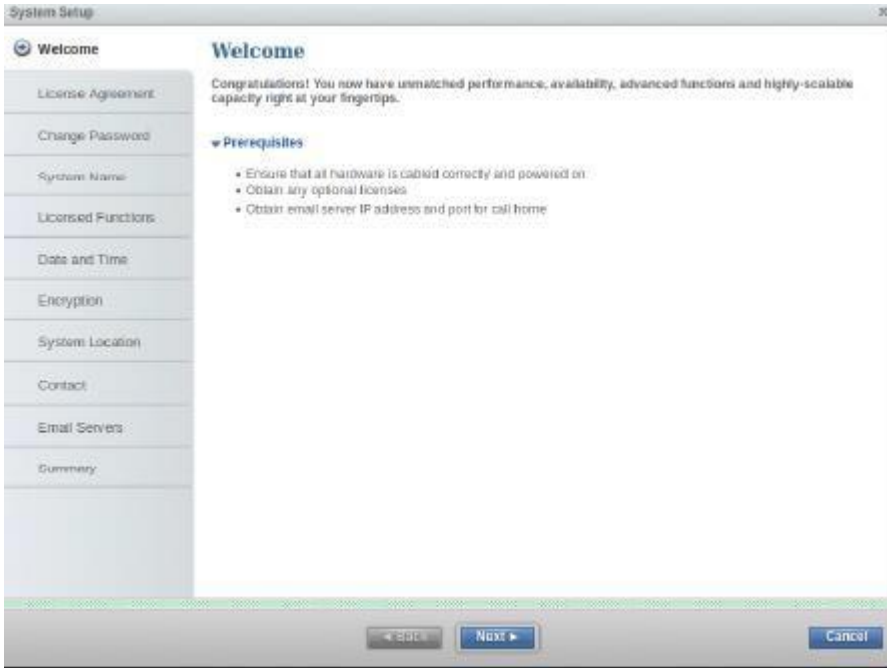 System Setup
Welcome
License Agreement
Change Password
System Name
Licensed Functions
Date and Time
Encryption
System Location
Contact
Email Servers
Summary
Welcome
Congratulations! You now have unmatched performance, availability, advanced functions and highly-scalable
capacity right at your fingertips.
Prerequisites
• Ensure that all hardware is cabled correctly and powered on
• Obtain any optional licenses
• Obtain email server IP address and port for call home
Back
Next
Cancel